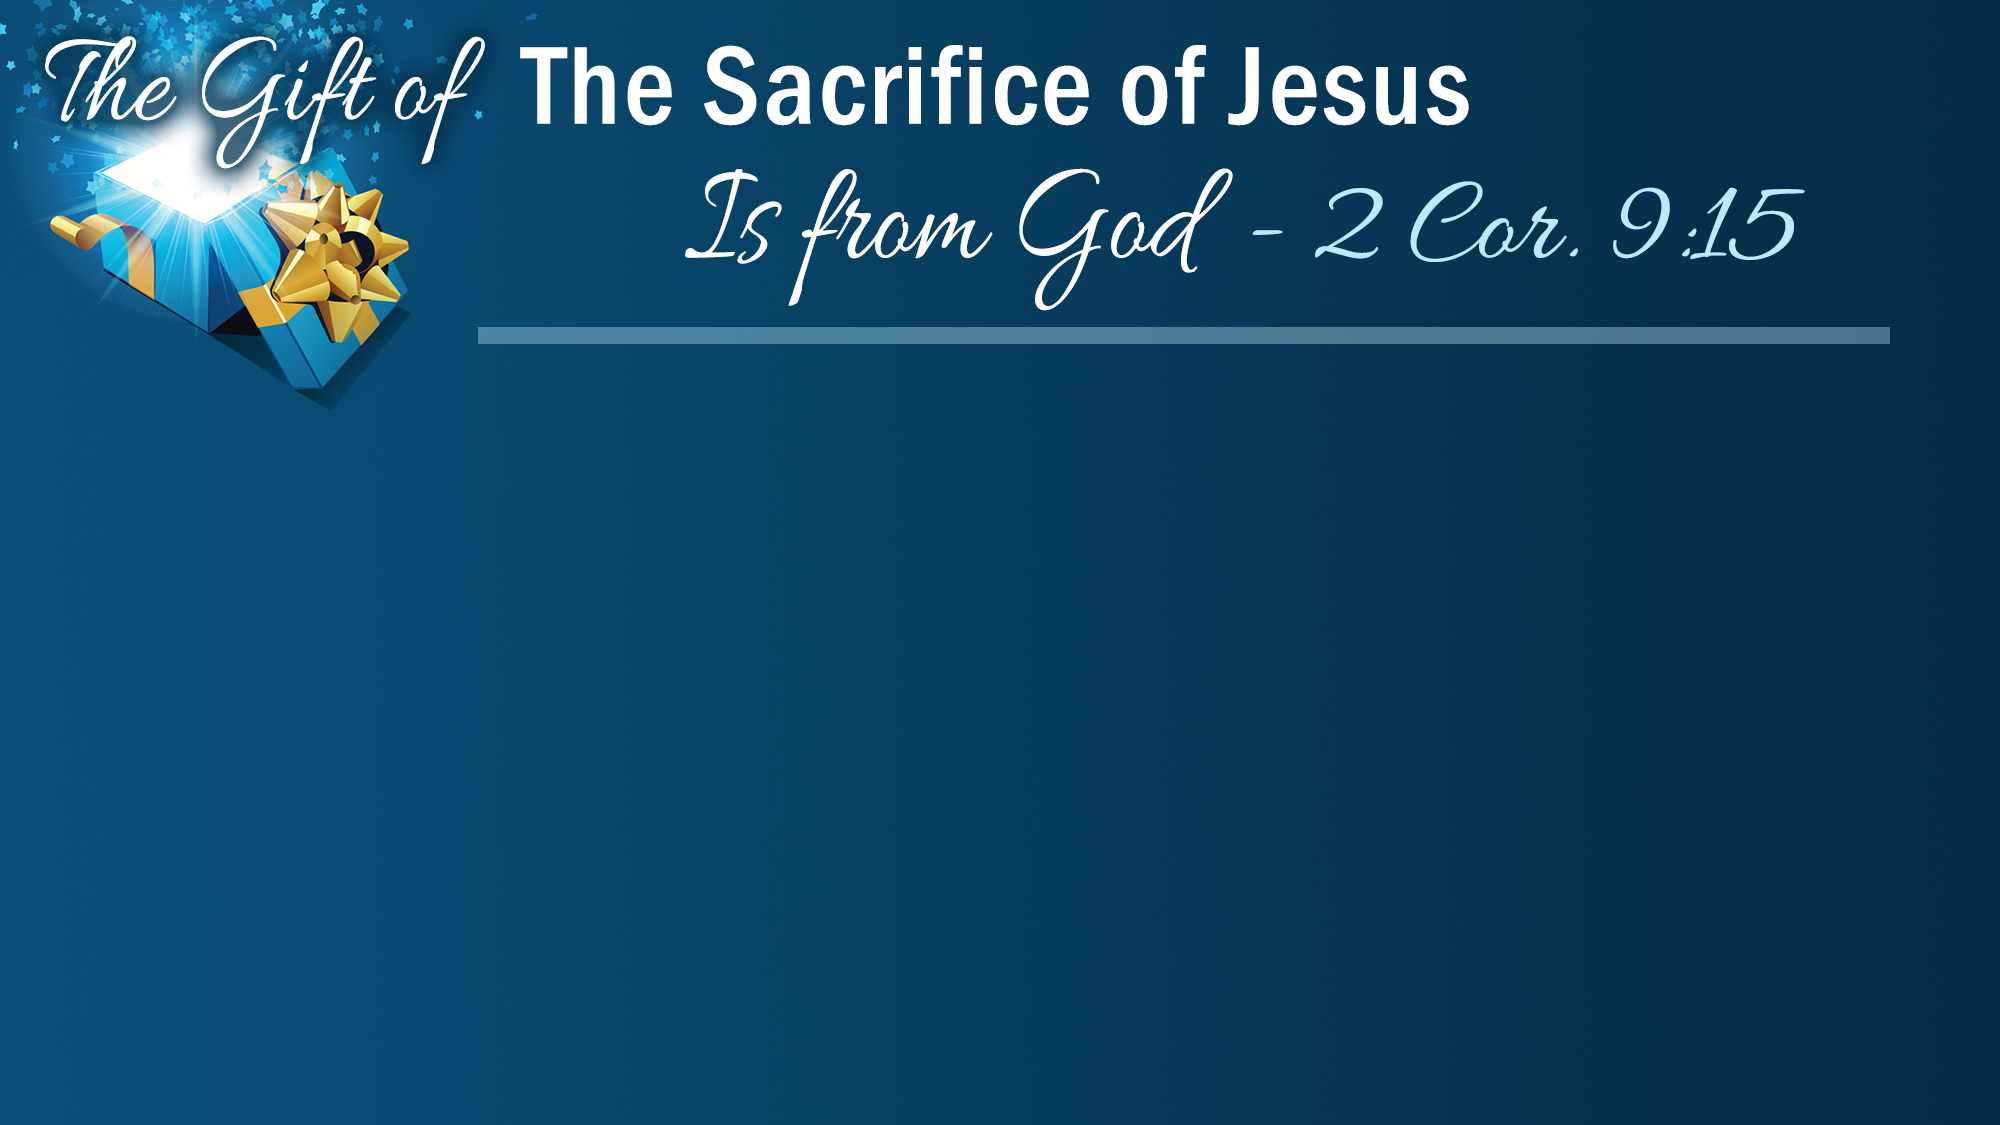 The Gift of The Sacrifice of Jesus
Is from God - 2 Cor. 9:15